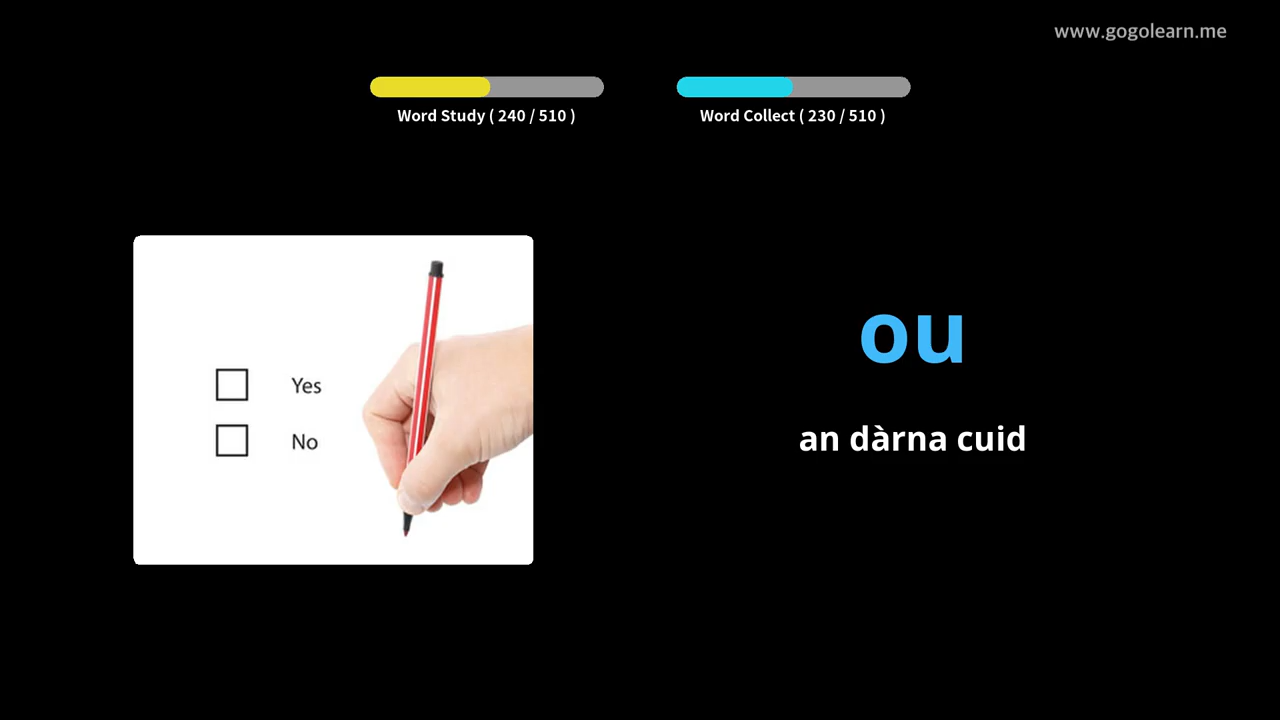 www.gogolearn.me
Word Study ( 240 / 510 )
Word Collect ( 230 / 510 )
Yes
No
ou
an dàrna cuid